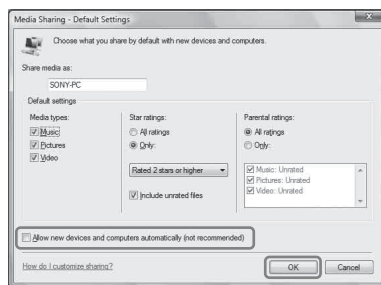 Media Sharing - Default Settings
Choose what you share by default with new devices and computers.
Share media as:
SONY-PC
Default settings
Media types:
Music
Pictures
Video
Star ratings:
All ratings
Only:
Rated 2 stars or higher
Include unrated files
Parental ratings:
All ratings
Only:
Music: Unrated
Pictures: Unrated
Video: Unrated
Allow new devices and computers automatically (not recommended)
How do I customize sharing?
OK
Cancel